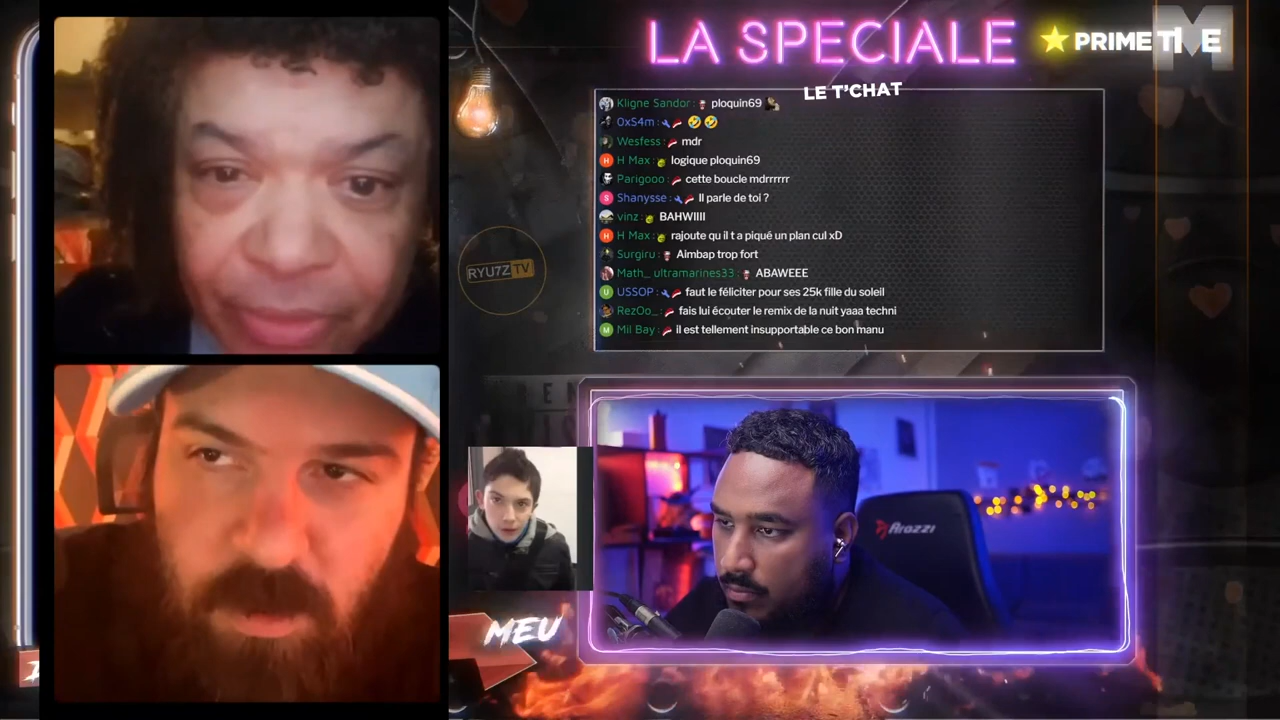 LA SPECIALE
PRIME TIME
M
LE T'CHAT
Kligne Sandor : ploquin69
0xS4m : 🤣 🤣
Wesfess : mdr
H Max : logique ploquin69
Parigooo : cette boucle mdrrrrrr
Shanysse : Il parle de toi ?
vinz : BAHWIIII
H Max : rajoute qu il t a piqué un plan cul xD
Surgiru : Aimbap trop fort
Math_ ultramarines33 : ABAWEEE
USSOP : faut le féliciter pour ses 25k fille du soleil
RezOo_ : fais lui écouter le remix de la nuit yaaa techni
Mil Bay : il est tellement insupportable ce bon manu
RYU7Z TV
Arozzi
MEU